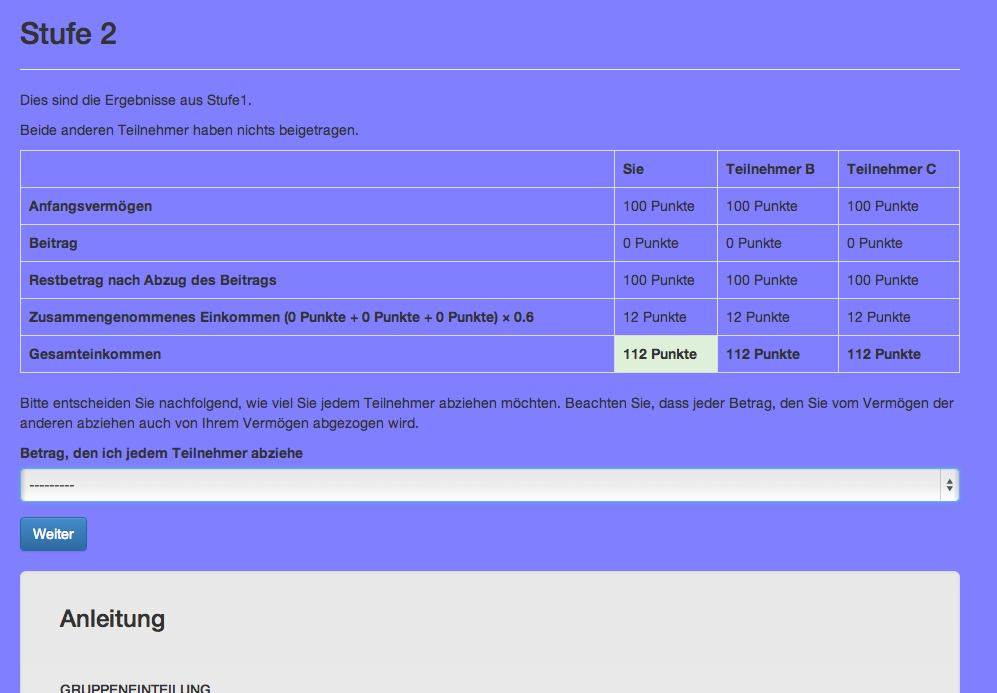 Stufe 2
Dies sind die Ergebnisse aus Stufe1.
Beide anderen Teilnehmer haben nichts beigetragen.
Sie Teilnehmer B Teilnehmer C
Anfangsvermögen 100 Punkte 100 Punkte 100 Punkte
Beitrag 0 Punkte 0 Punkte 0 Punkte
Restbetrag nach Abzug des Beitrags 100 Punkte 100 Punkte 100 Punkte
Zusammengenommenes Einkommen (0 Punkte + 0 Punkte + 0 Punkte) × 0.6 12 Punkte 12 Punkte 12 Punkte
Gesamteinkommen 112 Punkte 112 Punkte 112 Punkte
Bitte entscheiden Sie nachfolgend, wie viel Sie jedem Teilnehmer abziehen möchten. Beachten Sie, dass jeder Betrag, den Sie vom Vermögen der
anderen abziehen auch von Ihrem Vermögen abgezogen wird.
Betrag, den ich jedem Teilnehmer abziehe
---------
Weiter
Anleitung
GRUPPENEINTEILUNG